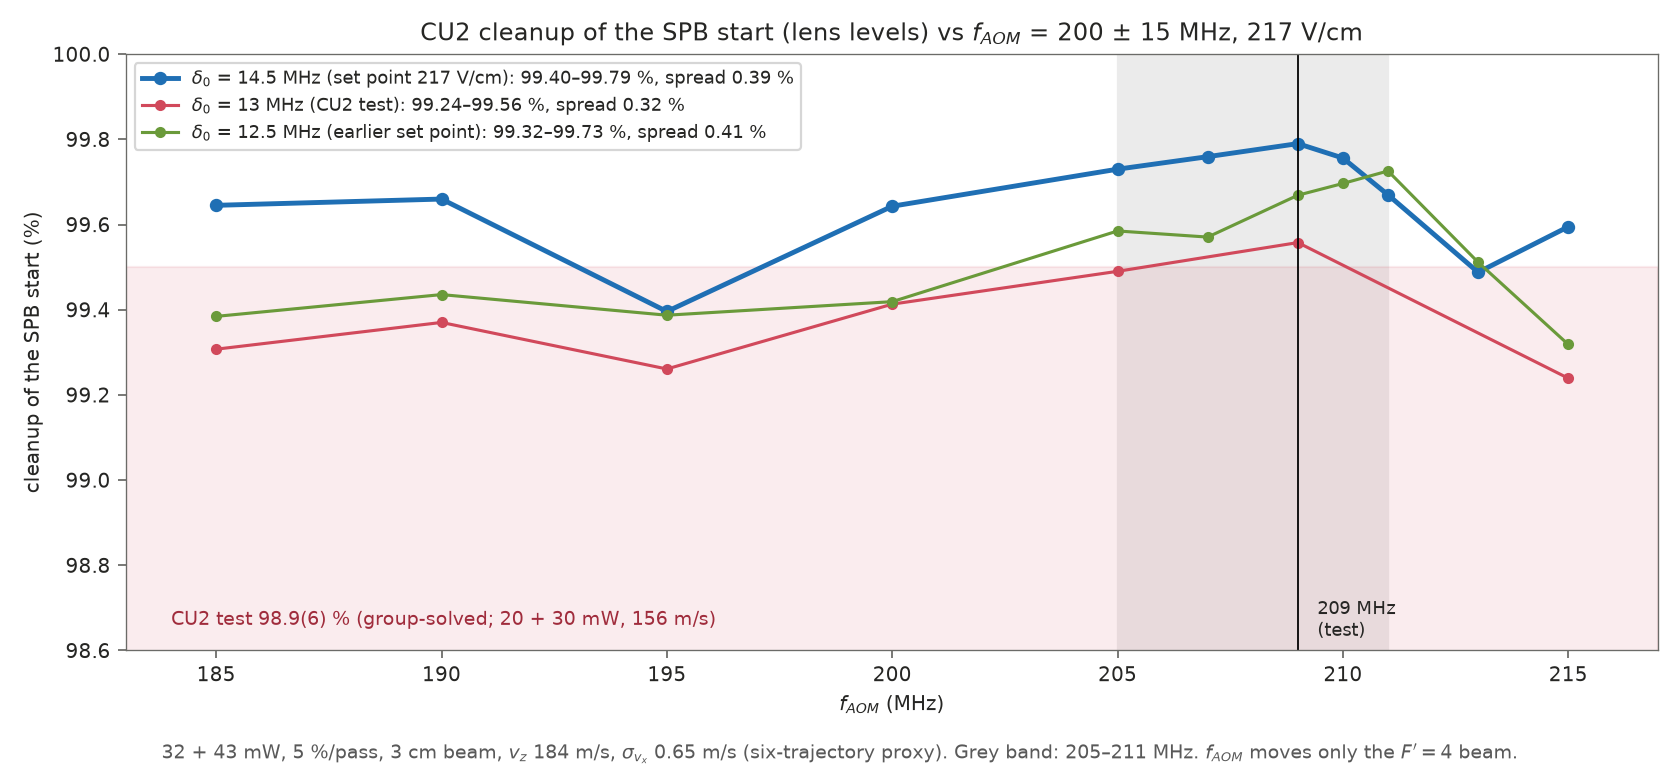 CU2 cleanup of the SPB start (lens levels) vs f_AOM = 200 ± 15 MHz, 217 V/cm
δ₀ = 14.5 MHz (set point 217 V/cm): 99.40–99.79 %, spread 0.39 %
δ₀ = 13 MHz (CU2 test): 99.24–99.56 %, spread 0.32 %
δ₀ = 12.5 MHz (earlier set point): 99.32–99.73 %, spread 0.41 %
cleanup of the SPB start (%)
100.0
99.8
99.6
99.4
99.2
99.0
98.8
98.6
CU2 test 98.9(6) % (group-solved; 20 + 30 mW, 156 m/s)
209 MHz
(test)
185 190 195 200 205 210 215
f_AOM (MHz)
32 + 43 mW, 5 %/pass, 3 cm beam, v_z 184 m/s, σ_{v_x} 0.65 m/s (six-trajectory proxy). Grey band: 205–211 MHz. f_AOM moves only the F′ = 4 beam.